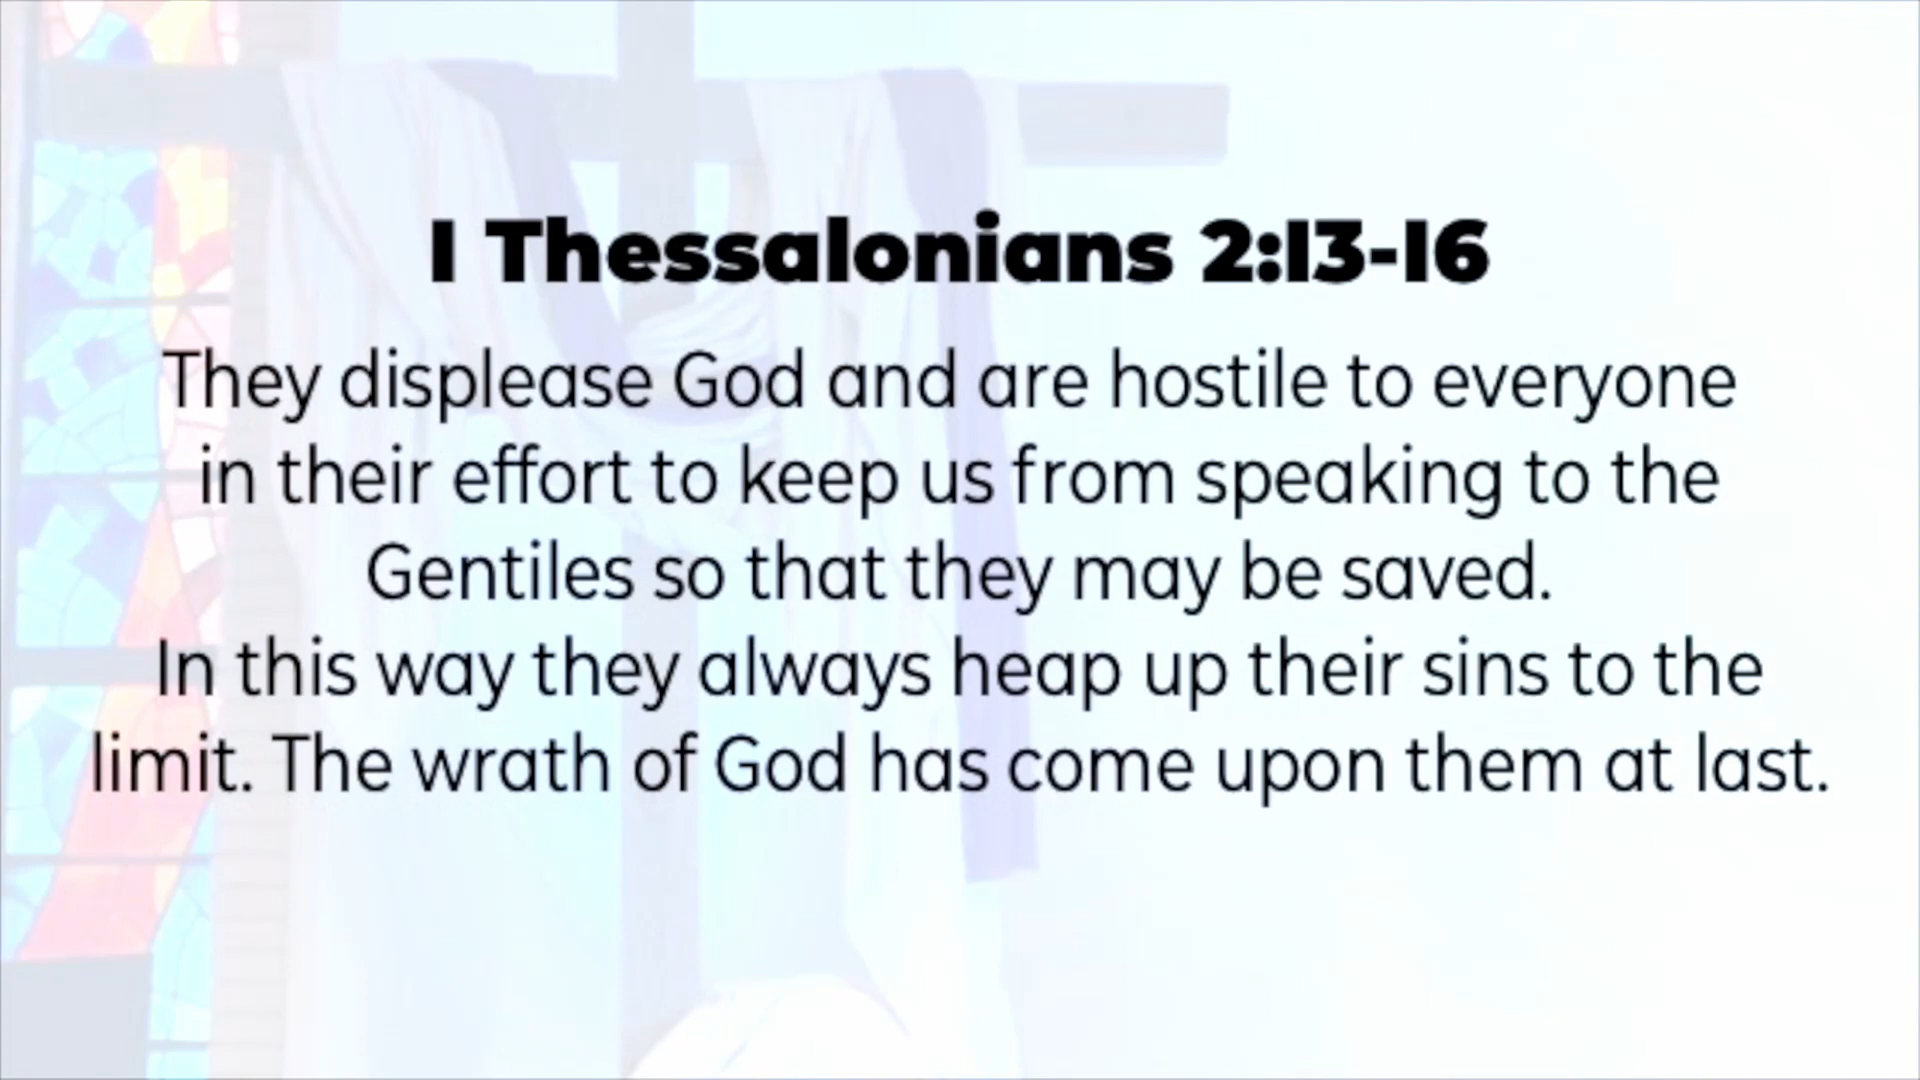 I Thessalonians 2:13-16
They displease God and are hostile to everyone
in their effort to keep us from speaking to the
Gentiles so that they may be saved.
In this way they always heap up their sins to the
limit. The wrath of God has come upon them at last.